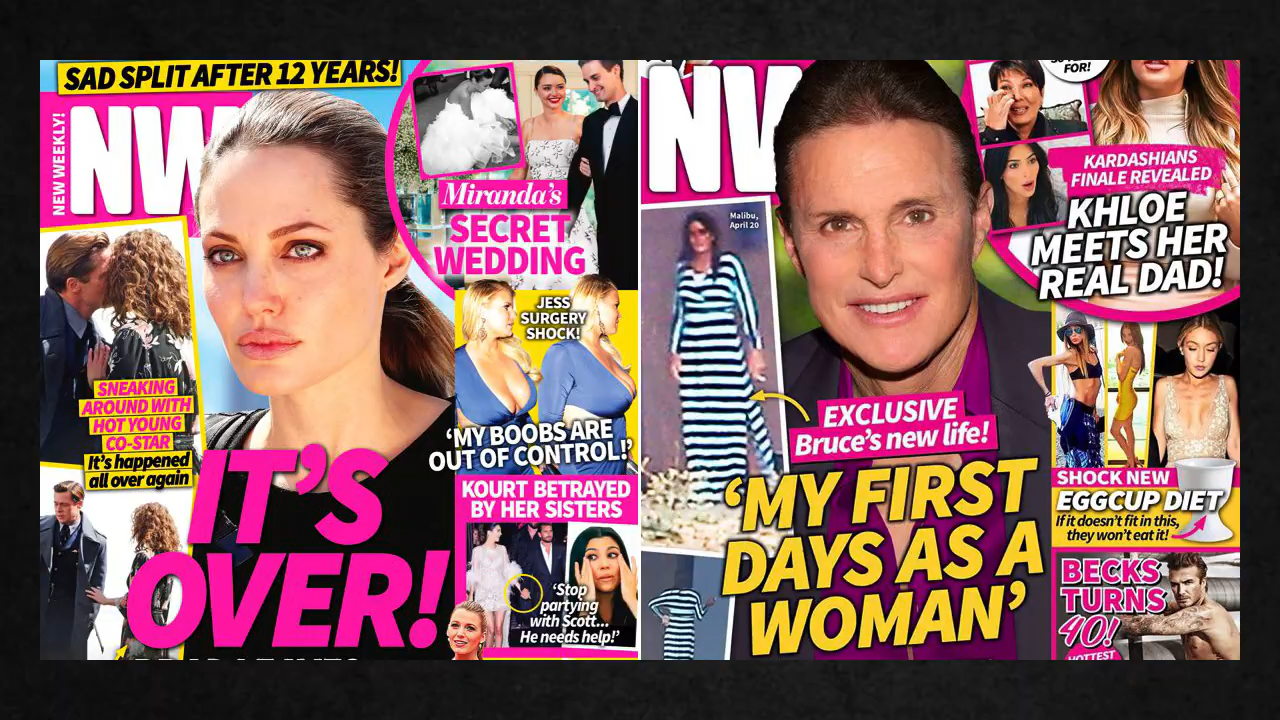 SAD SPLIT AFTER 12 YEARS!
NEW WEEKLY!
NW
Miranda's
SECRET
WEDDING
JESS
SURGERY
SHOCK!
'MY BOOBS ARE
OUT OF CONTROL!'
SNEAKING
AROUND WITH
HOT YOUNG
CO-STAR
It's happened
all over again
IT'S
OVER!
KOURT BETRAYED
BY HER SISTERS
'Stop
partying
with Scott...
He needs help!'
NW
FOR!
KARDASHIANS
FINALE REVEALED
KHLOE
MEETS HER
REAL DAD!
Malibu,
April 20
EXCLUSIVE
Bruce's new life!
'MY FIRST
DAYS AS A
WOMAN'
SHOCK NEW
EGGCUP DIET
If it doesn't fit in this,
they won't eat it!
BECKS
TURNS
40!
HOTTEST